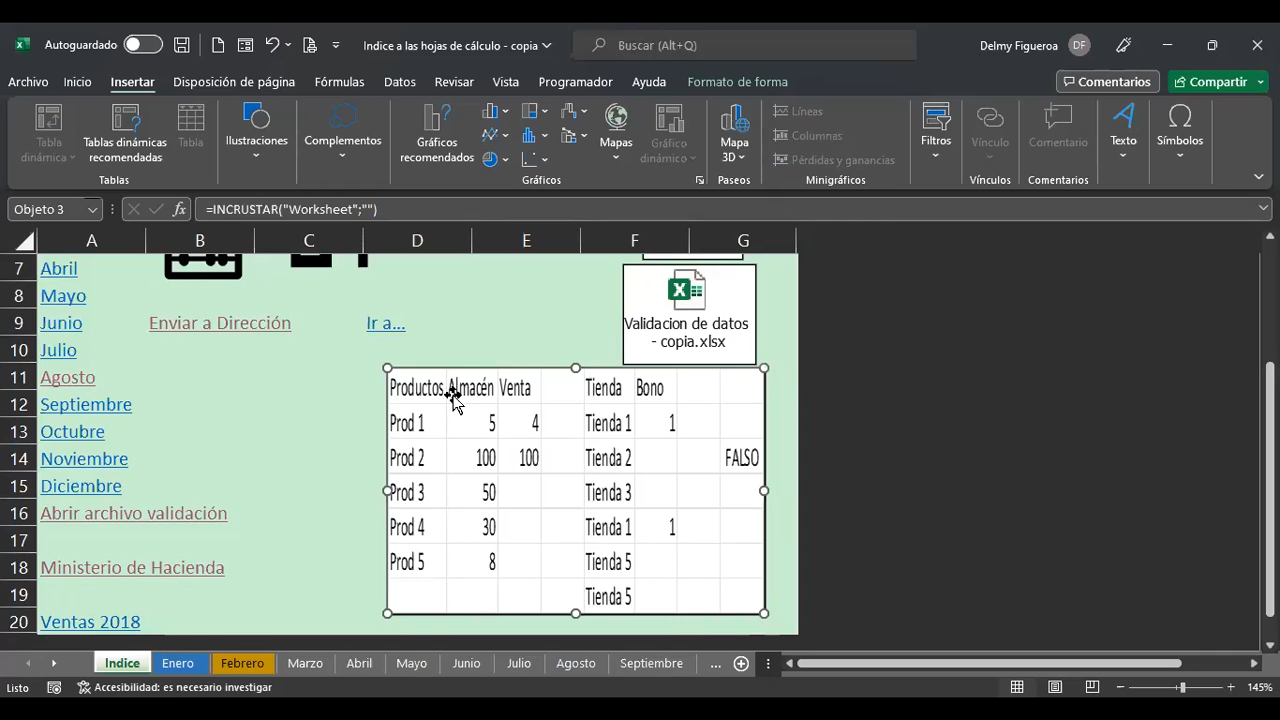 Autoguardado
Indice a las hojas de cálculo - copia
Buscar (Alt+Q)
Delmy Figueroa
DF
Archivo Inicio Insertar Disposición de página Fórmulas Datos Revisar Vista Programador Ayuda Formato de forma
Comentarios
Compartir
Tabla dinámica
Tablas dinámicas recomendadas
Tabla
Ilustraciones
Complementos
Gráficos recomendados
Mapas
Gráfico dinámico
Mapa 3D
Líneas
Columnas
Pérdidas y ganancias
Filtros
Vínculo
Comentario
Texto
Símbolos
Tablas
Gráficos
Paseos
Minigráficos
Vínculos
Comentarios
Objeto 3
fx
=INCRUSTAR("Worksheet";"")
A B C D E F G
7 Abril
8 Mayo
9 Junio Enviar a Dirección Ir a...
Validacion de datos
- copia.xlsx
10 Julio
11 Agosto
12 Septiembre
13 Octubre
14 Noviembre
15 Diciembre
16 Abrir archivo validación
17
18 Ministerio de Hacienda
19
20 Ventas 2018
Productos Almacén Venta Tienda Bono
Prod 1 5 4 Tienda 1 1
Prod 2 100 100 Tienda 2 FALSO
Prod 3 50 Tienda 3
Prod 4 30 Tienda 1 1
Prod 5 8 Tienda 5
Tienda 5
Indice Enero Febrero Marzo Abril Mayo Junio Julio Agosto Septiembre ...
Listo
Accesibilidad: es necesario investigar
145%